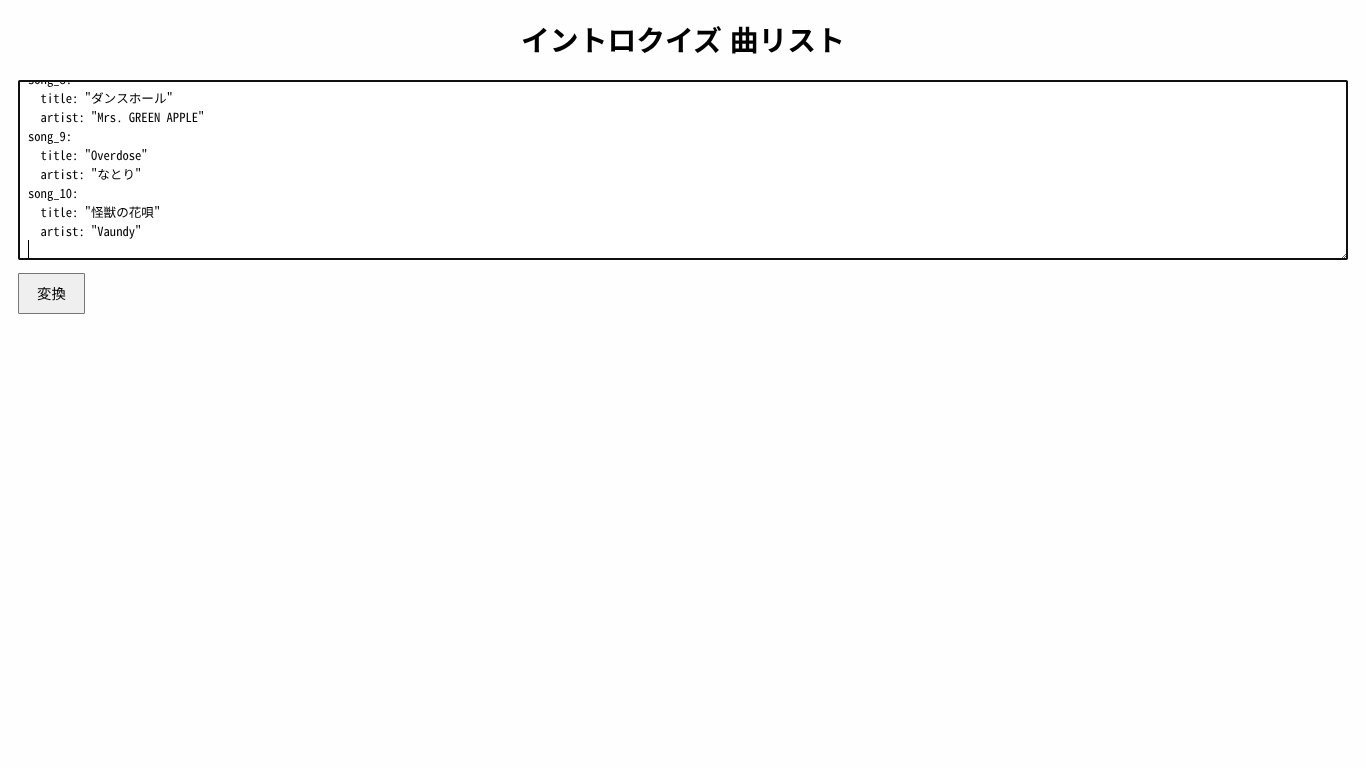 イントロクイズ 曲リスト
  title: "ダンスホール"
  artist: "Mrs. GREEN APPLE"
song_9:
  title: "Overdose"
  artist: "なとり"
song_10:
  title: "怪獣の花唄"
  artist: "Vaundy"
変換